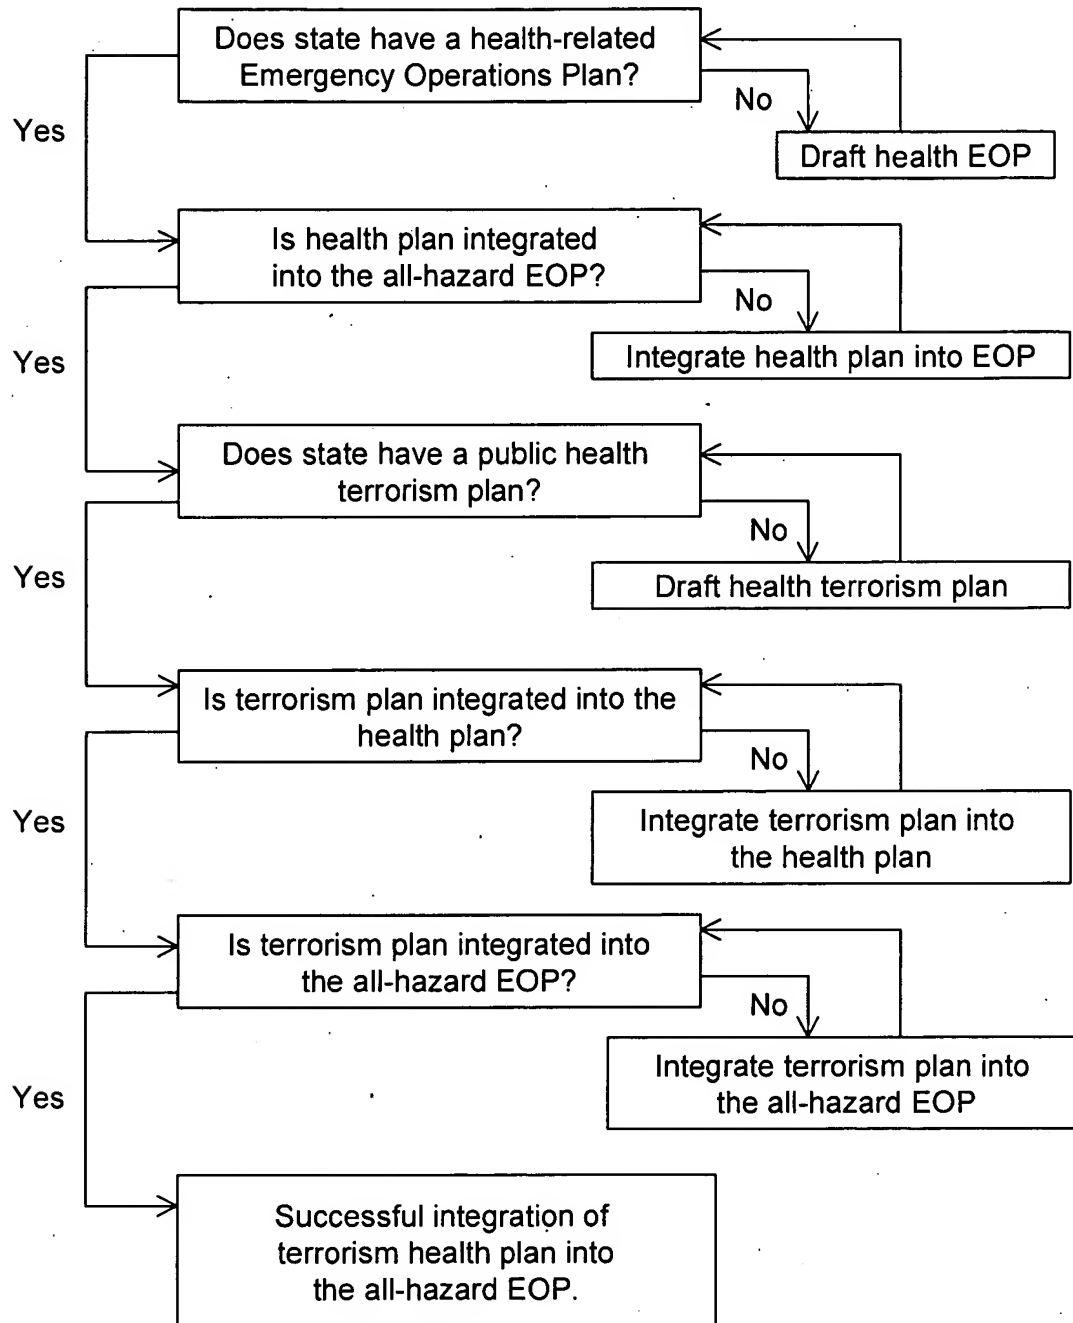 Does state have a health-related
Emergency Operations Plan?
Yes
No
Draft health EOP
Is health plan integrated
into the all-hazard EOP?
No
Yes
Integrate health plan into EOP
Does state have a public health
terrorism plan?
No
Yes
Draft health terrorism plan
Is terrorism plan integrated into the
health plan?
No
Yes
Integrate terrorism plan into
the health plan
Is terrorism plan integrated into
the all-hazard EOP?
No
Integrate terrorism plan into
the all-hazard EOP
Yes
Successful integration of
terrorism health plan into
the all-hazard EOP.